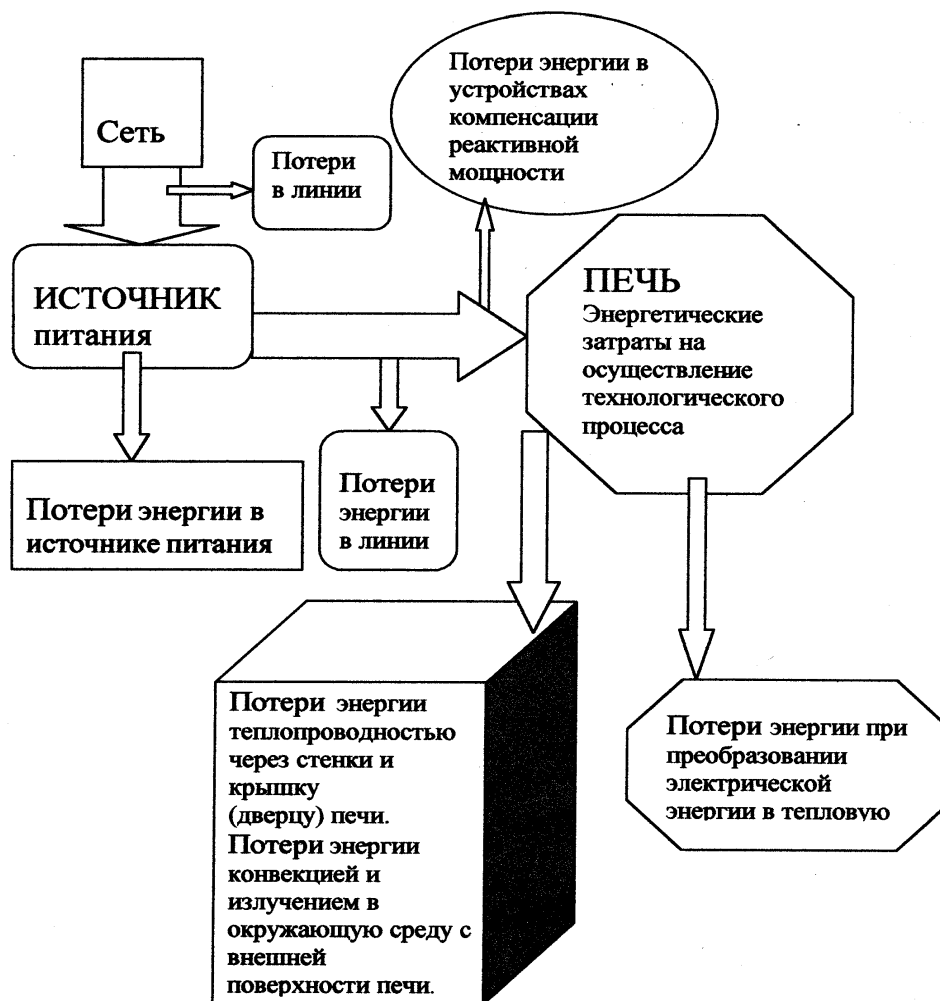 Сеть
Потери
в линии
Потери энергии в
устройствах
компенсации
реактивной
мощности
ИСТОЧНИК
питания
ПЕЧЬ
Энергетические
затраты на
осуществление
технологического
процесса
Потери энергии в
источнике питания
Потери
энергии
в линии
Потери энергии
теплопроводностью
через стенки и
крышку
(дверцу) печи.
Потери энергии
конвекцией и
излучением в
окружающую среду с
внешней
поверхности печи.
Потери энергии при
преобразовании
электрической
энергии в тепловую